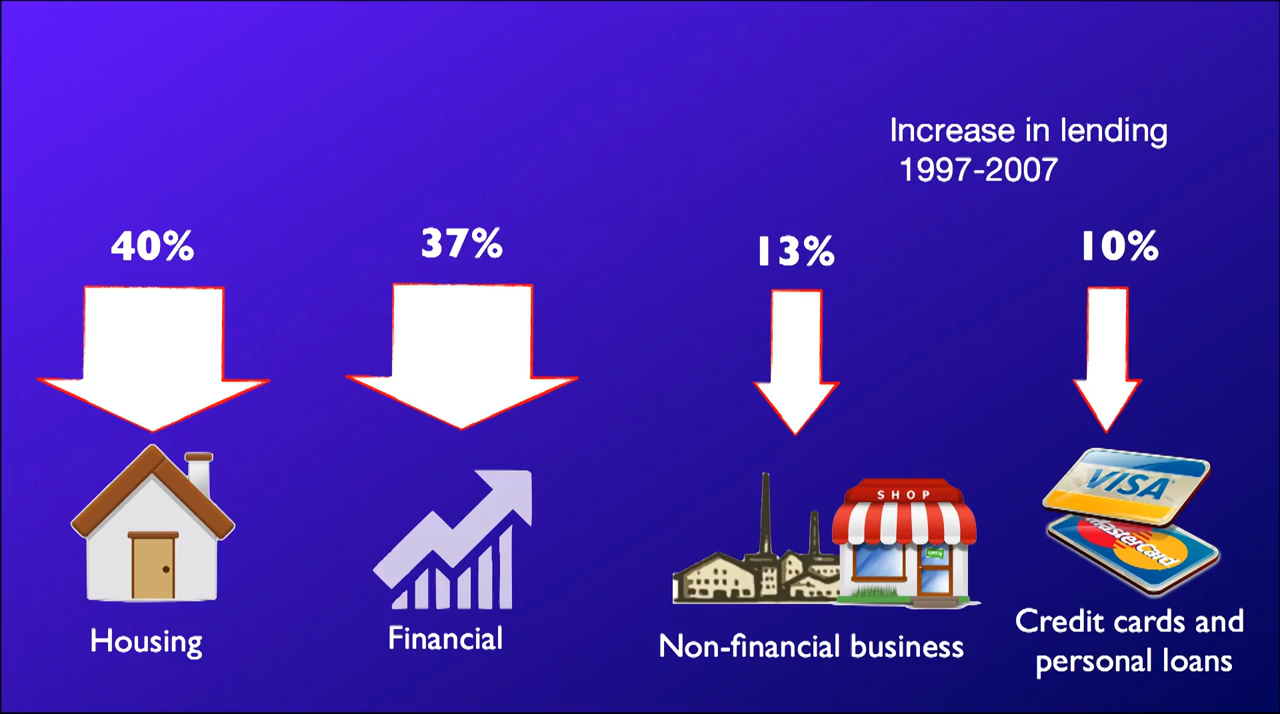 Increase in lending
1997-2007
40%
37%
13%
10%
SHOP
OPEN
VISA
MasterCard
Housing
Financial
Non-financial business
Credit cards and
personal loans